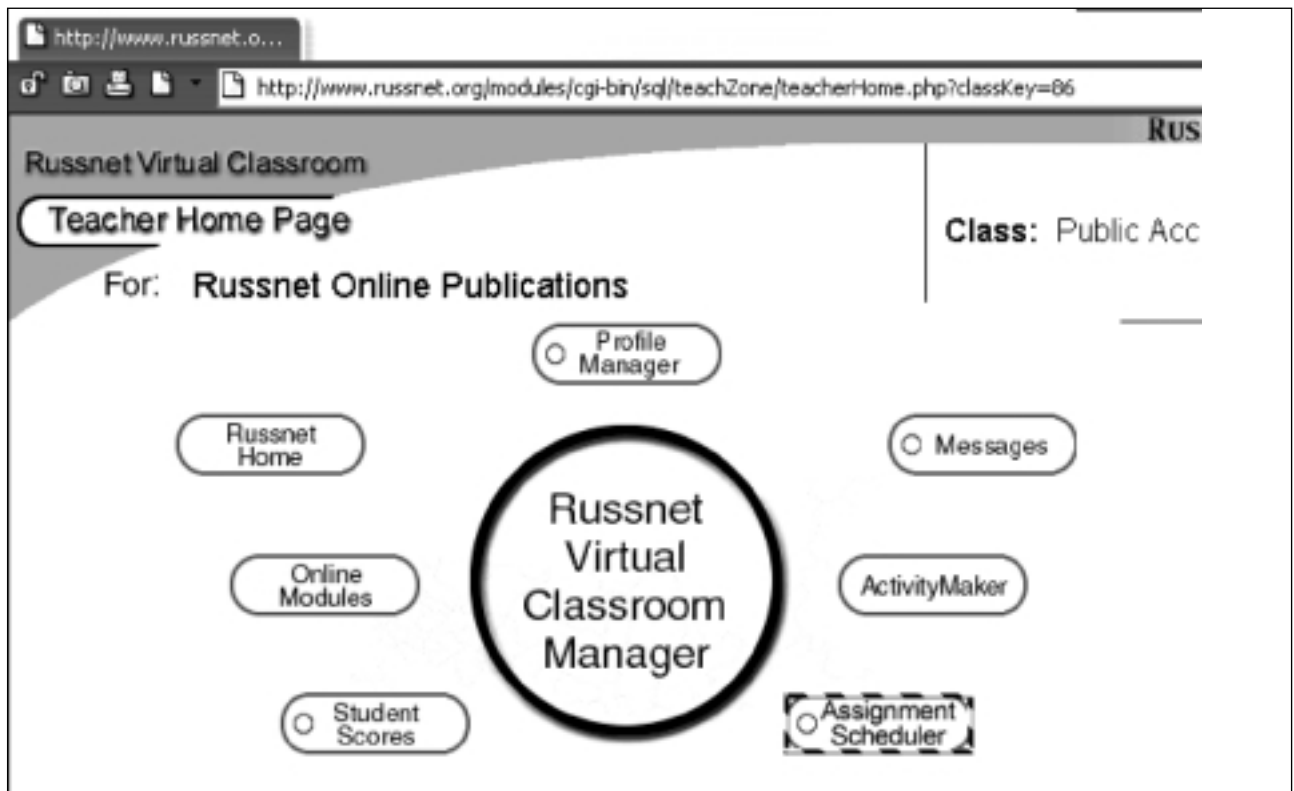 http://www.russnet.o...
http://www.russnet.org/modules/cgi-bin/sql/teachZone/teacherHome.php?classKey=86
RUS
Russnet Virtual Classroom
Teacher Home Page
Class: Public Acc
For: Russnet Online Publications
Profile
Manager
Russnet
Home
Messages
Russnet
Virtual
Classroom
Manager
Online
Modules
ActivityMaker
Student
Scores
Assignment
Scheduler